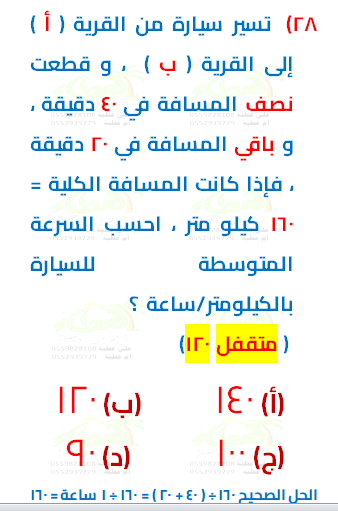 ٢٨) تسير سيارة من القرية ( أ )
إلى القرية ( ب ) ، و قطعت
نصف المسافة في ٤٠ دقيقة ،
و باقي المسافة في ٢٠ دقيقة
، فإذا كانت المسافة الكلية =
١٦٠ كيلو متر ، احسب السرعة
المتوسطة للسيارة
بالكيلومتر/ساعة ؟
( متقفل ١٢٠)
(أ) ١٤٠ (ب) ١٢٠
(ج) ١٠٠ (د) ٩٠
الحل الصحيح ١٦٠ ÷ ( ٤٠ + ٢٠ ) = ١٦٠ ÷ ١ ساعة = ١٦٠